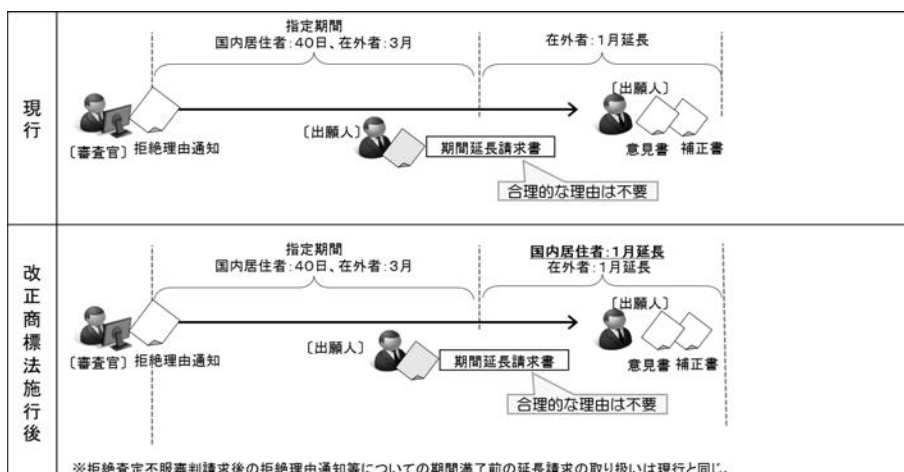 現行
指定期間
国内居住者:40日、在外者:3月
在外者:1月延長
〔審査官〕
拒絶理由通知
〔出願人〕
期間延長請求書
合理的な理由は不要
〔出願人〕
意見書
補正書
改正商標法施行後
指定期間
国内居住者:40日、在外者:3月
国内居住者:1月延長
在外者:1月延長
〔審査官〕
拒絶理由通知
〔出願人〕
期間延長請求書
合理的な理由は不要
〔出願人〕
意見書
補正書
※拒絶査定不服審判請求後の拒絶理由通知等についての期間満了前の延長請求の取り扱いは現行と同じ。